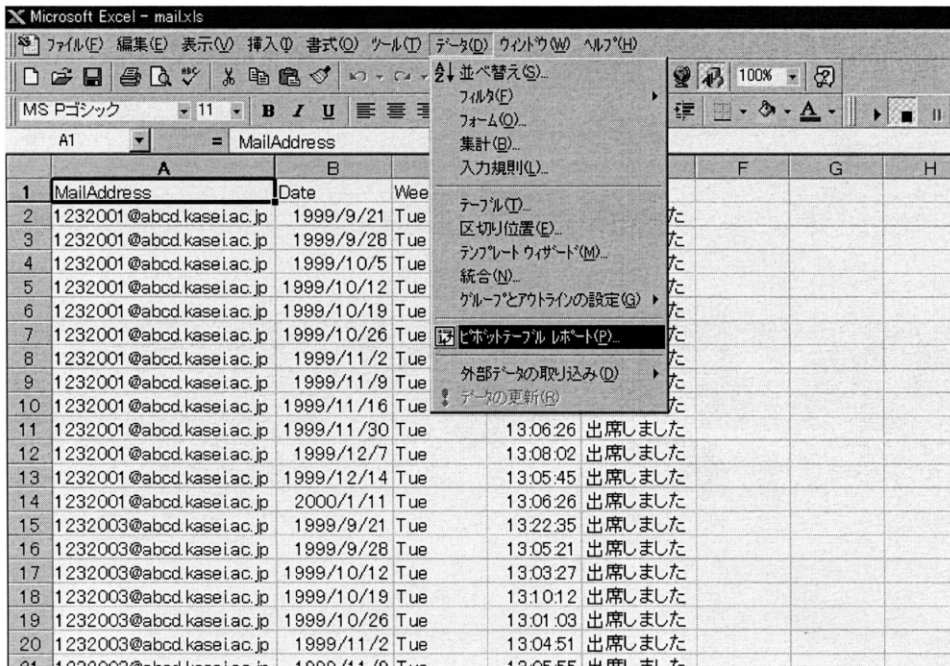 Microsoft Excel - mail.xls
ファイル(F) 編集(E) 表示(V) 挿入(I) 書式(O) ツール(T) データ(D) ウィンドウ(W) ヘルプ(H)
100%
MS Pゴシック 11 B I U A
A1 = MailAddress
並べ替え(S)...
フィルタ(F)
フォーム(O)...
集計(B)...
入力規則(L)...
テーブル(T)...
区切り位置(E)...
テンプレート ウィザード(M)...
統合(N)...
グループとアウトラインの設定(G)
ピボットテーブル レポート(P)...
外部データの取り込み(D)
データの更新(R)
A B F G H
1 MailAddress Date Wee
2 1232001@abcd.kasei.ac.jp 1999/9/21 Tue た
3 1232001@abcd.kasei.ac.jp 1999/9/28 Tue た
4 1232001@abcd.kasei.ac.jp 1999/10/5 Tue た
5 1232001@abcd.kasei.ac.jp 1999/10/12 Tue た
6 1232001@abcd.kasei.ac.jp 1999/10/19 Tue た
7 1232001@abcd.kasei.ac.jp 1999/10/26 Tue た
8 1232001@abcd.kasei.ac.jp 1999/11/2 Tue た
9 1232001@abcd.kasei.ac.jp 1999/11/9 Tue た
10 1232001@abcd.kasei.ac.jp 1999/11/16 Tue た
11 1232001@abcd.kasei.ac.jp 1999/11/30 Tue 13:06:26 出席しました
12 1232001@abcd.kasei.ac.jp 1999/12/7 Tue 13:08:02 出席しました
13 1232001@abcd.kasei.ac.jp 1999/12/14 Tue 13:05:45 出席しました
14 1232001@abcd.kasei.ac.jp 2000/1/11 Tue 13:06:26 出席しました
15 1232003@abcd.kasei.ac.jp 1999/9/21 Tue 13:22:35 出席しました
16 1232003@abcd.kasei.ac.jp 1999/9/28 Tue 13:05:21 出席しました
17 1232003@abcd.kasei.ac.jp 1999/10/12 Tue 13:03:27 出席しました
18 1232003@abcd.kasei.ac.jp 1999/10/19 Tue 13:10:12 出席しました
19 1232003@abcd.kasei.ac.jp 1999/10/26 Tue 13:01:03 出席しました
20 1232003@abcd.kasei.ac.jp 1999/11/2 Tue 13:04:51 出席しました